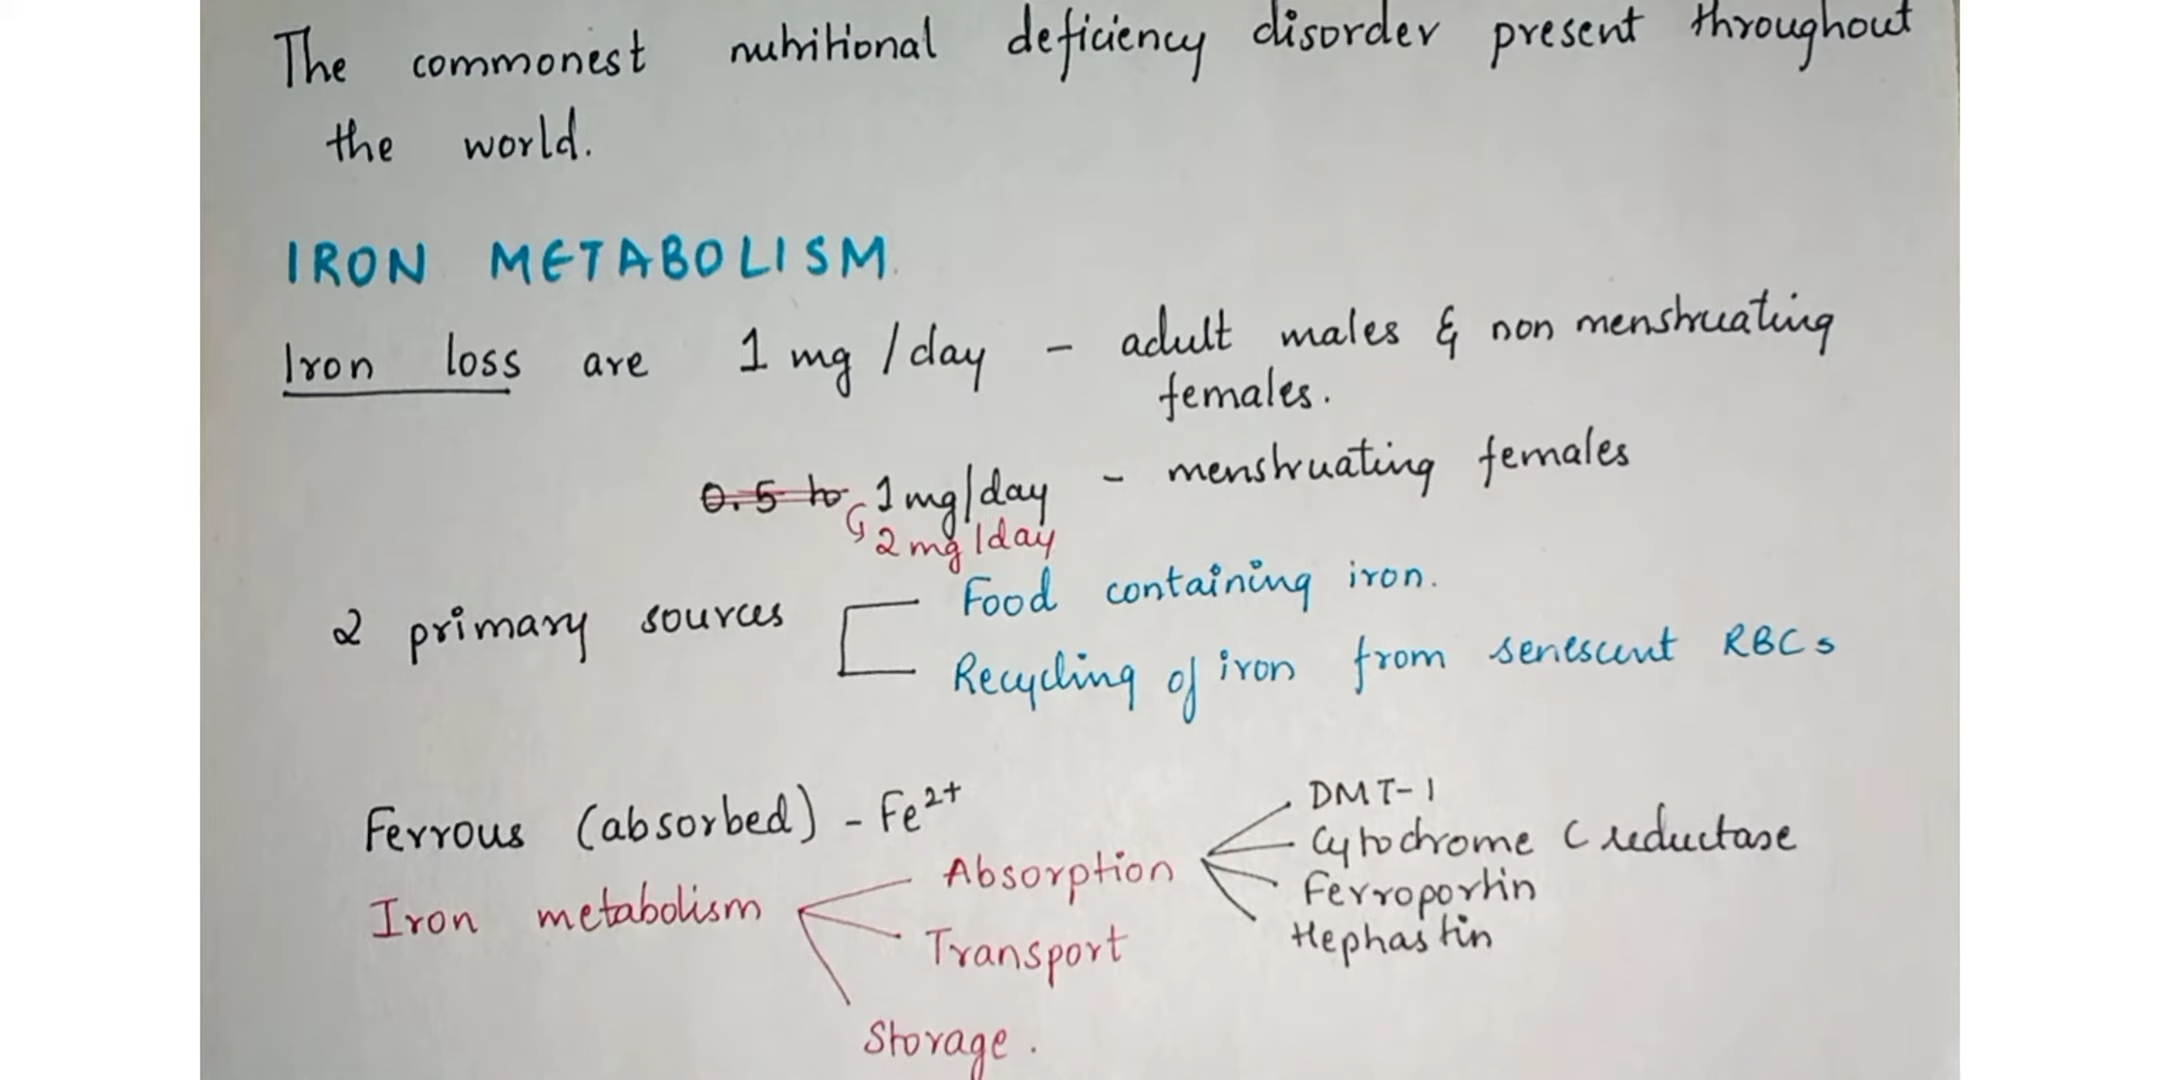 The commonest nutritional deficiency disorder present throughout
the world.
IRON METABOLISM.
Iron loss are 1 mg /day - adult males & non menstruating
females.
0.5 to 1mg/day - menstruating females
2 mg/day
2 primary sources
Food containing iron.
Recycling of iron from senescent RBCs
Ferrous (absorbed) - Fe2+
Iron metabolism
Absorption
Transport
Storage.
DMT-1
Cytochrome C reductase
Ferroportin
Hephastin